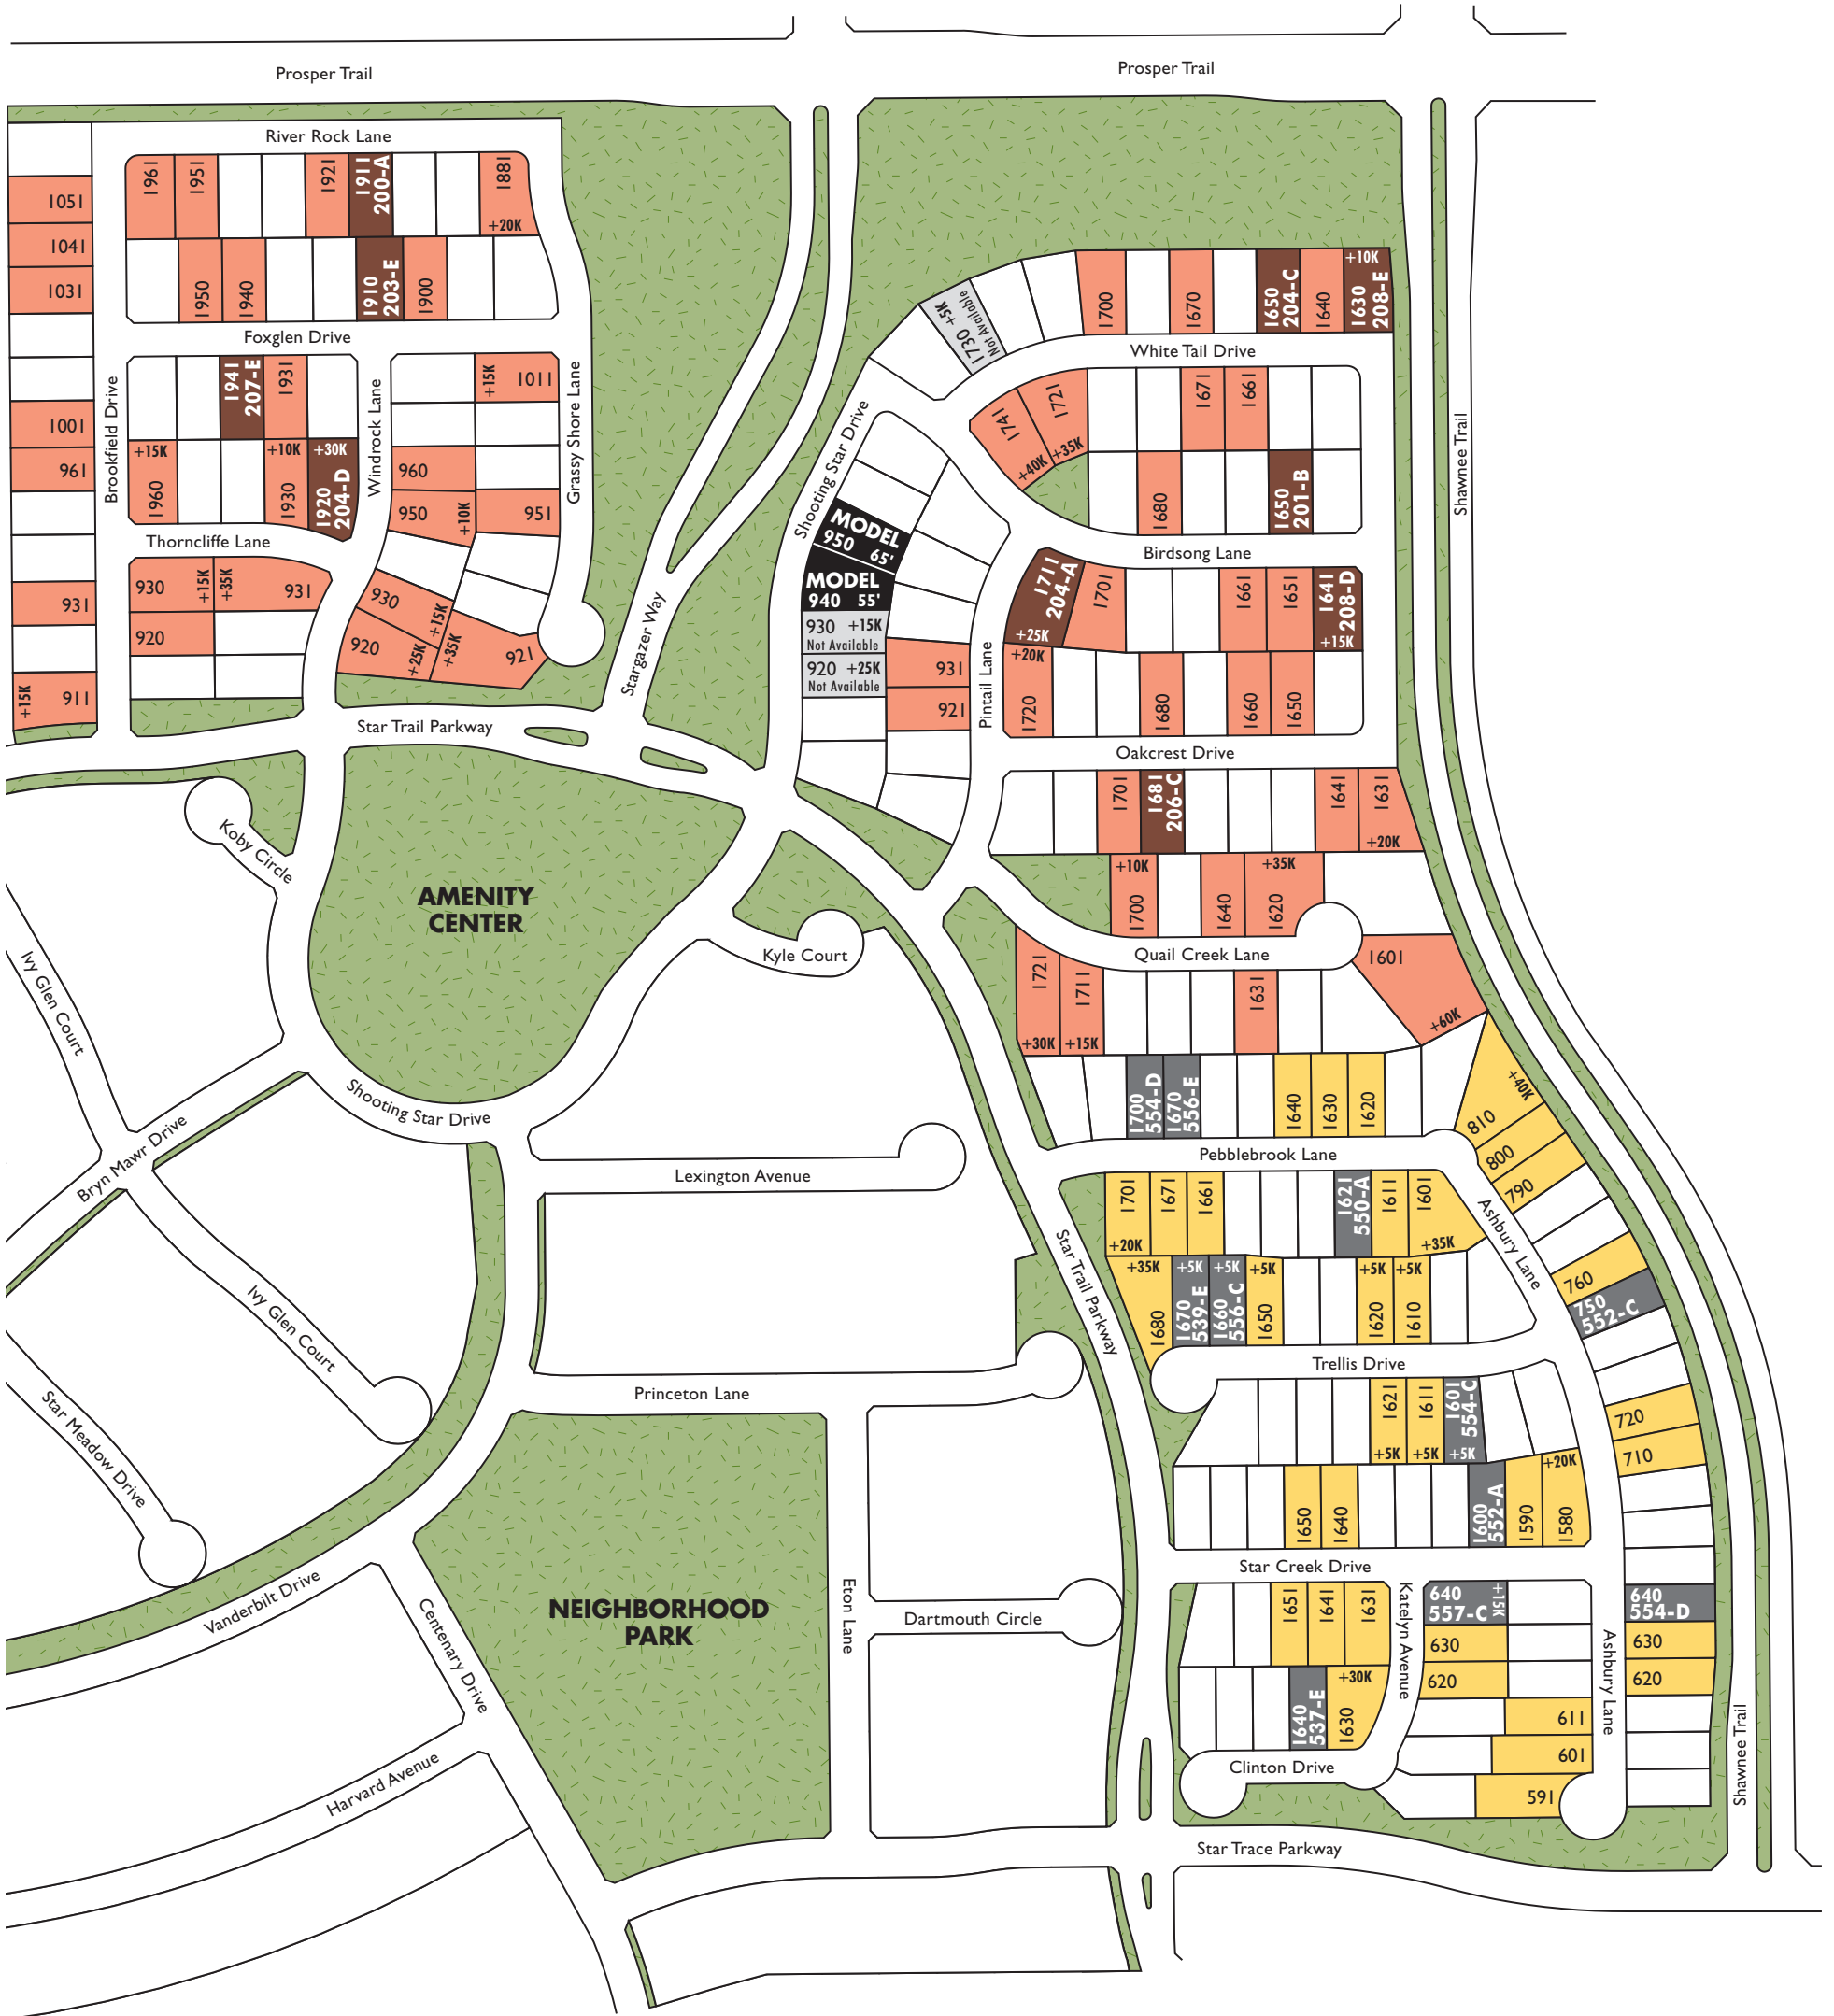 Prosper Trail
Prosper Trail
River Rock Lane
1961
1951
1921
1911
200-A
1881
+20K
1051
1041
1031
1001
961
931
911
+15K
1950
1940
1910
203-E
1900
Foxglen Drive
Brookfield Drive
1941
207-E
1931
+15K
1960
+10K
1930
+30K
1920
204-D
Windrock Lane
+15K
1011
960
950
+10K
951
Grassy Shore Lane
Thorncliffe Lane
930
+15K
+35K
931
920
930
+15K
920
+25K
+35K
921
Stargazer Way
Star Trail Parkway
Shooting Star Drive
MODEL
950 65'
MODEL
940 55'
930 +15K
Not Available
920 +25K
Not Available
931
921
Pintail Lane
1730 +5K
Not Available
1700
1670
1650
204-C
1640
+10K
1630
208-E
White Tail Drive
1741
+40K
1721
+35K
1671
1661
1680
1650
201-B
Birdsong Lane
1711
204-A
+25K
1701
1661
1651
1641
208-D
+15K
+20K
1720
1680
1660
1650
Oakcrest Drive
1701
1681
206-C
1641
1631
+20K
+10K
1700
1640
+35K
1620
Quail Creek Lane
1721
+30K
1711
+15K
1631
1601
+60K
Shawnee Trail
Koby Circle
AMENITY
CENTER
Kyle Court
Ivy Glen Court
Shooting Star Drive
Bryn Mawr Drive
1700
554-D
1670
556-E
1640
1630
1620
+40K
810
800
790
Pebblebrook Lane
Lexington Avenue
1701
+20K
1671
1661
1621
550-A
1611
1601
+35K
Ashbury Lane
760
750
552-C
+35K
1680
+5K
1670
539-E
+5K
1660
556-C
+5K
1650
+5K
1620
+5K
1610
Star Trail Parkway
Trellis Drive
Ivy Glen Court
Princeton Lane
Star Meadow Drive
1621
+5K
1611
+5K
1601
554-C
+5K
720
710
1650
1640
1600
552-A
1590
+20K
1580
Star Creek Drive
Vanderbilt Drive
Centenary Drive
NEIGHBORHOOD
PARK
Eton Lane
Dartmouth Circle
1651
1641
1631
Katelyn Avenue
640
557-C
+15K
630
620
611
601
591
Ashbury Lane
640
554-D
630
620
1640
537-E
+30K
1630
Clinton Drive
Shawnee Trail
Harvard Avenue
Star Trace Parkway